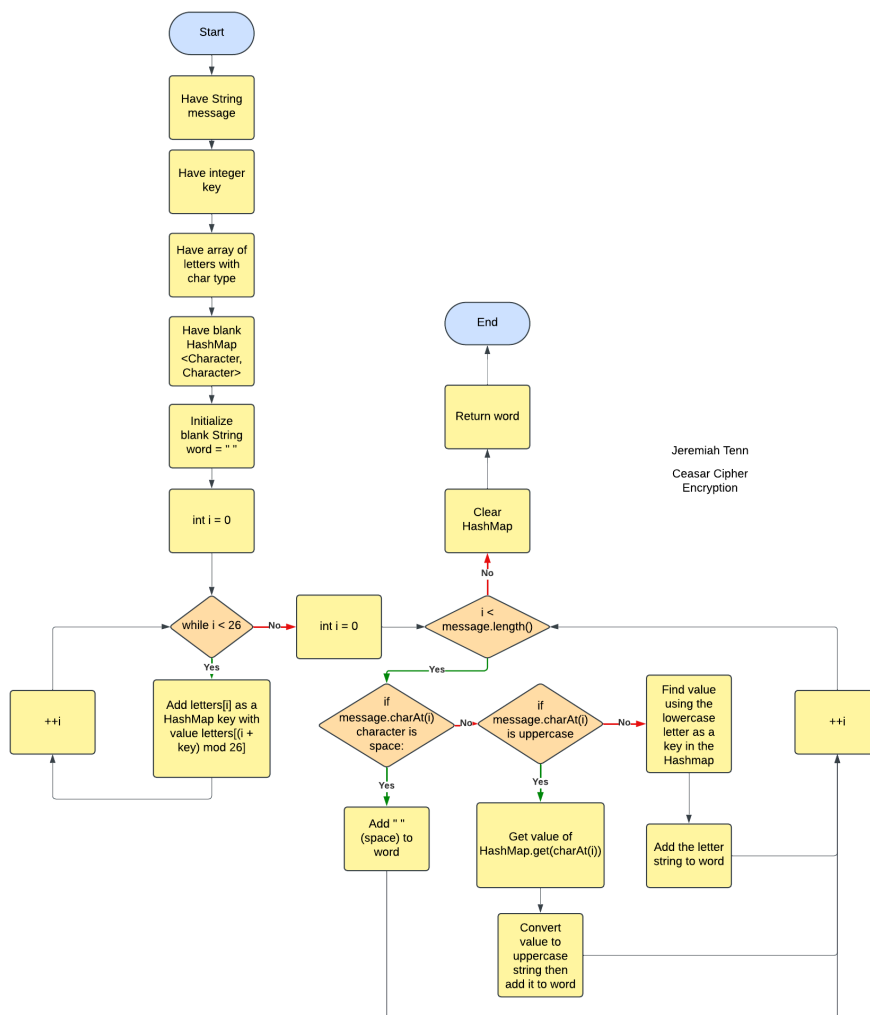 Start
Have String
message
Have integer
key
Have array of
letters with
char type
Have blank
HashMap
<Character,
Character>
Initialize
blank String
word = " "
int i = 0
while i < 26
No
Yes
Add letters[i] as a
HashMap key with
value letters[(i +
key) mod 26]
++i
int i = 0
i <
message.length()
No
Clear
HashMap
Return word
End
Jeremiah Tenn
Ceasar Cipher
Encryption
Yes
if
message.charAt(i)
character is
space:
No
Yes
Add " "
(space) to
word
if
message.charAt(i)
is uppercase
No
Yes
Get value of
HashMap.get(charAt(i))
Convert
value to
uppercase
string then
add it to word
Find value
using the
lowercase
letter as a
key in the
Hashmap
Add the letter
string to word
++i